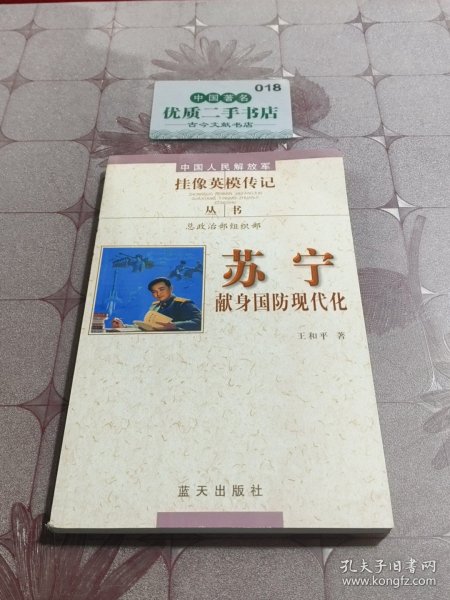 018
中国著名
优质二手书店
古今文献书店
中国人民解放军
挂像英模传记
丛书
总政治部组织部
苏宁
献身国防现代化
王和平 著
蓝天出版社
孔夫子旧书网
www.kongfz.com